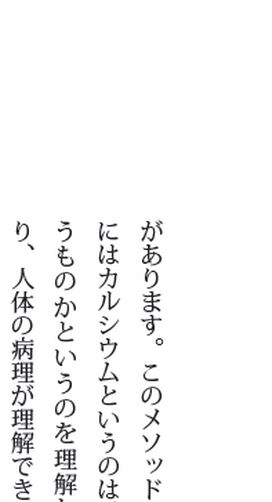 があります。このメソッド
にはカルシウムというのは
うものかというのを理解
り、人体の病理が理解でき